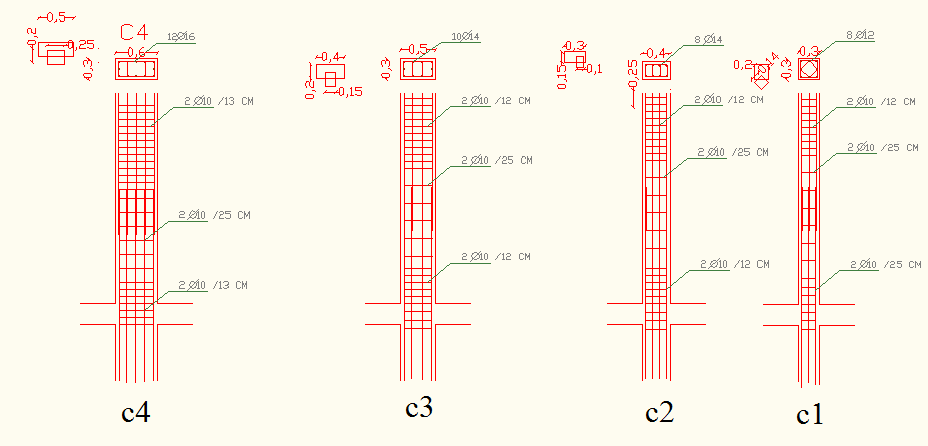 0,5
0,2
0,25
C4
12Ø16
0,6
0,3
2 Ø10 /13 CM
2 Ø10 /25 CM
2 Ø10 /13 CM
c4
0,4
0,2
0,15
10Ø14
0,5
0,3
2 Ø10 /12 CM
2 Ø10 /25 CM
2 Ø10 /12 CM
c3
0,3
0,15
0,1
8 Ø14
0,4
0,25
2 Ø10 /12 CM
2 Ø10 /25 CM
2 Ø10 /12 CM
c2
0,2
8 Ø12
0,3
0,3
2 Ø10 /12 CM
2 Ø10 /25 CM
2 Ø10 /25 CM
c1